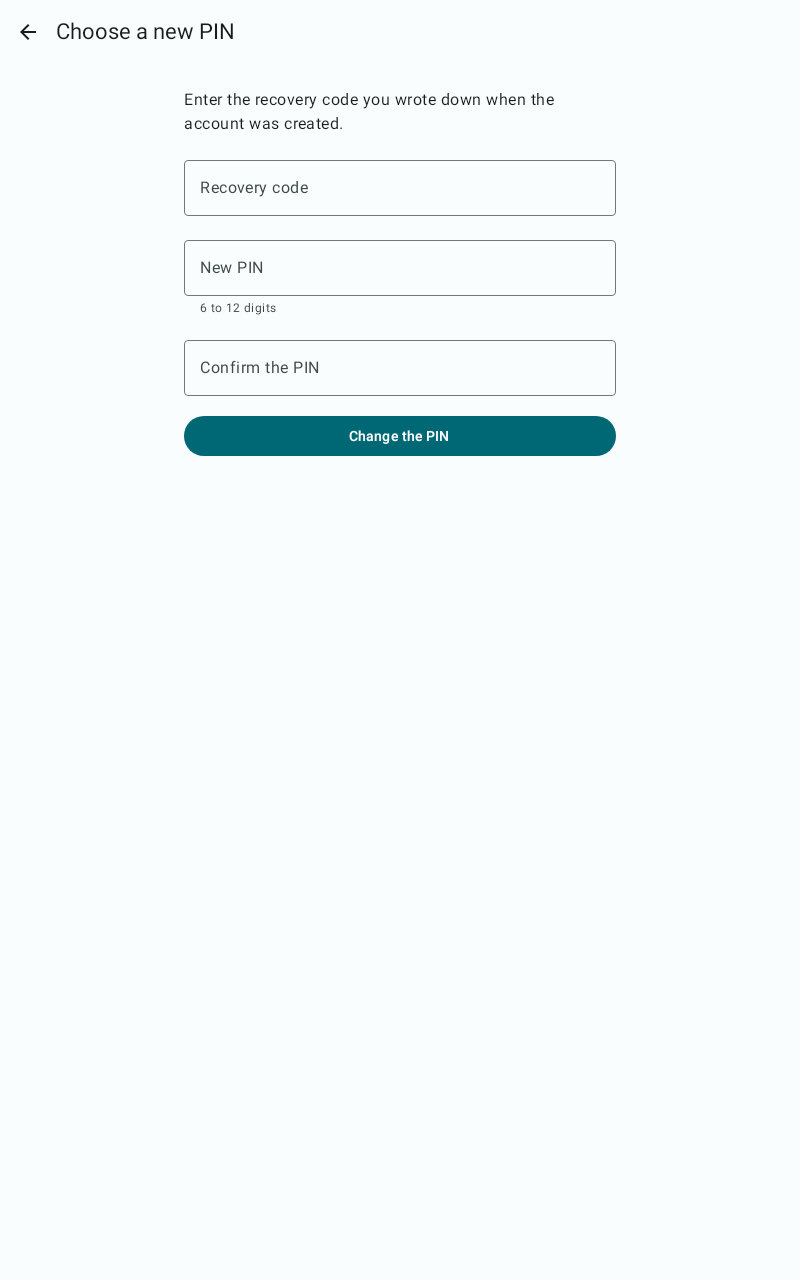 Choose a new PIN
Enter the recovery code you wrote down when the
account was created.
Recovery code
New PIN
6 to 12 digits
Confirm the PIN
Change the PIN